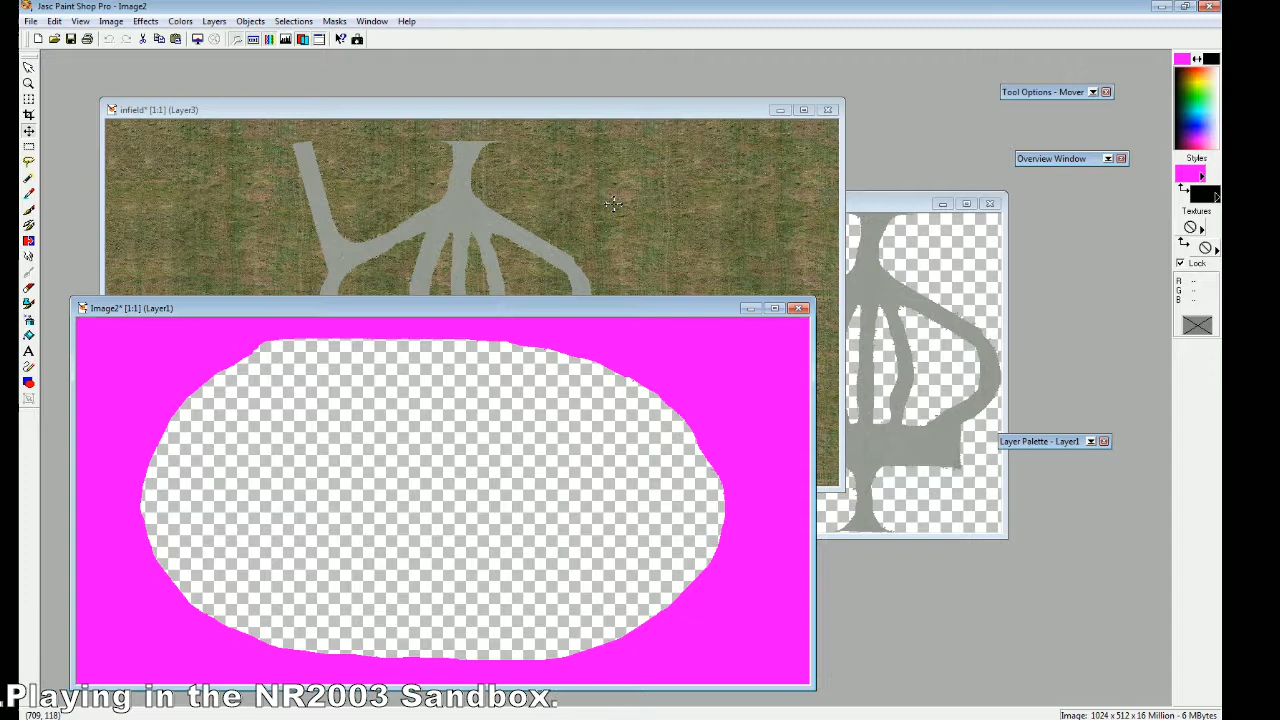 Jasc Paint Shop Pro - Image2
File Edit View Image Effects Colors Layers Objects Selections Masks Window Help
infield* [1:1] (Layer3)
Tool Options - Mover
Overview Window
Styles
Textures
Lock
R --
G --
B --
Image2* [1:1] (Layer1)
Layer Palette - Layer1
.Playing in the NR2003 Sandbox.
(709, 118)
Image: 1024 x 512 x 16 Million - 6 MBytes